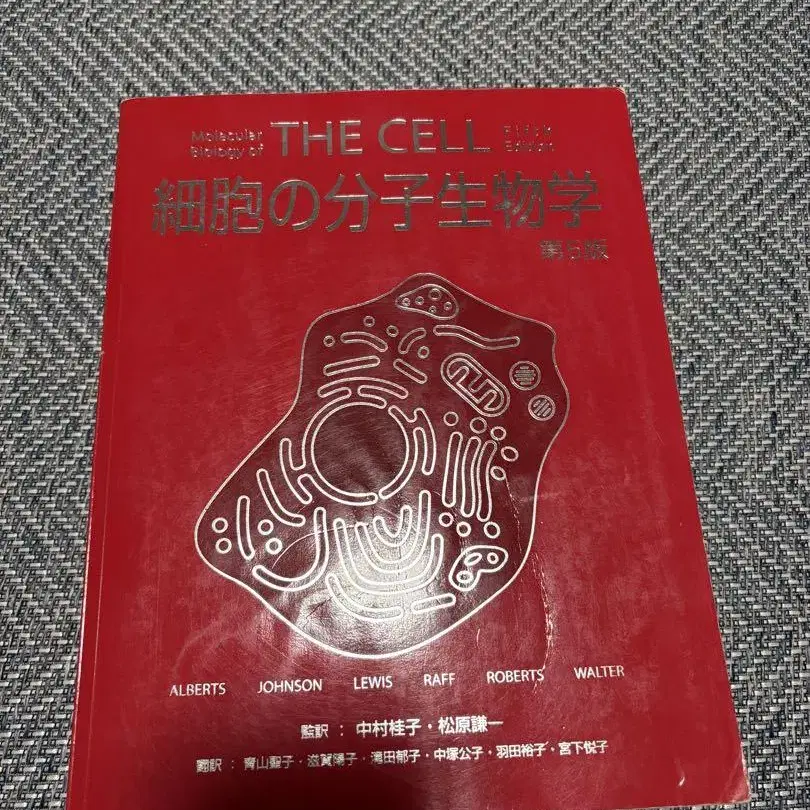 Molecular Biology of THE CELL Fifth Edition
細胞の分子生物学
第5版
ALBERTS JOHNSON LEWIS RAFF ROBERTS WALTER
監訳：中村桂子・松原謙一
翻訳：青山聖子・滋賀陽子・滝田郁子・中塚公子・羽田裕子・宮下悦子